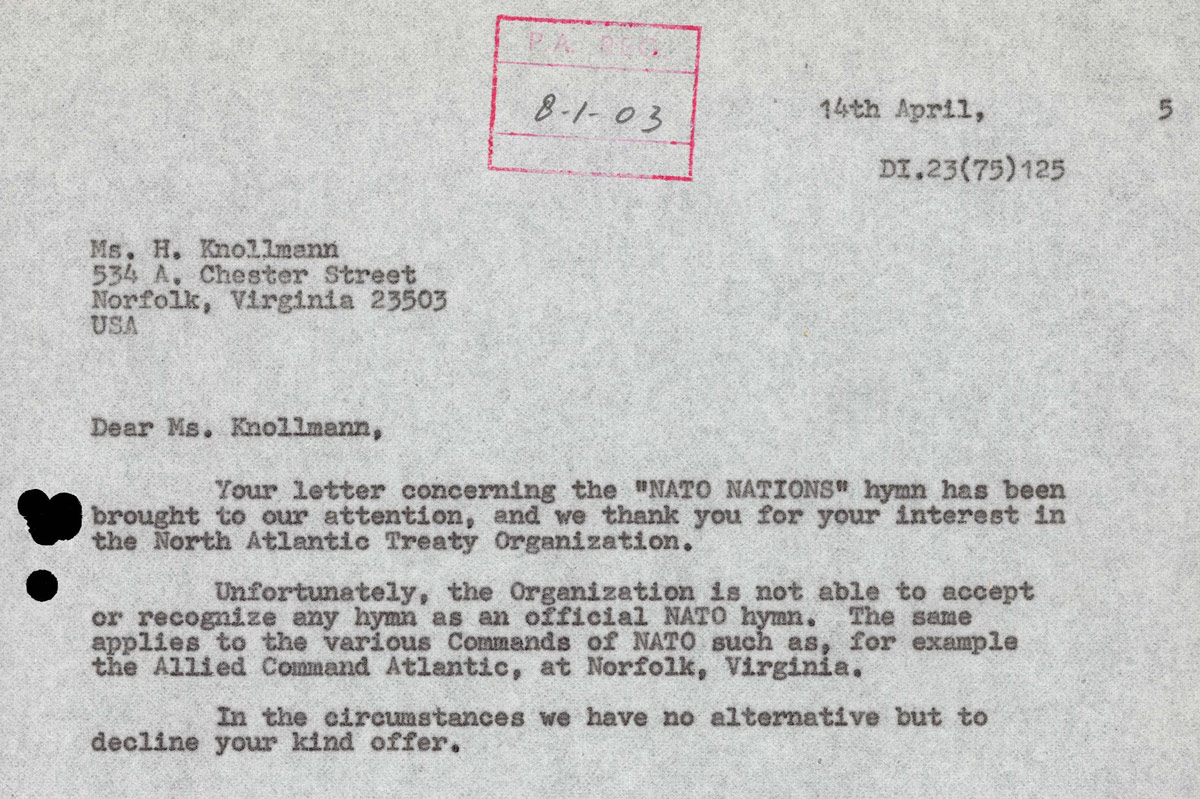 P.A. REG.
8-1-03
14th April, 5
DI.23(75)125
Ms. H. Knollmann
534 A. Chester Street
Norfolk, Virginia 23503
USA
Dear Ms. Knollmann,
Your letter concerning the "NATO NATIONS" hymn has been
brought to our attention, and we thank you for your interest in
the North Atlantic Treaty Organization.
Unfortunately, the Organization is not able to accept
or recognize any hymn as an official NATO hymn. The same
applies to the various Commands of NATO such as, for example
the Allied Command Atlantic, at Norfolk, Virginia.
In the circumstances we have no alternative but to
decline your kind offer.